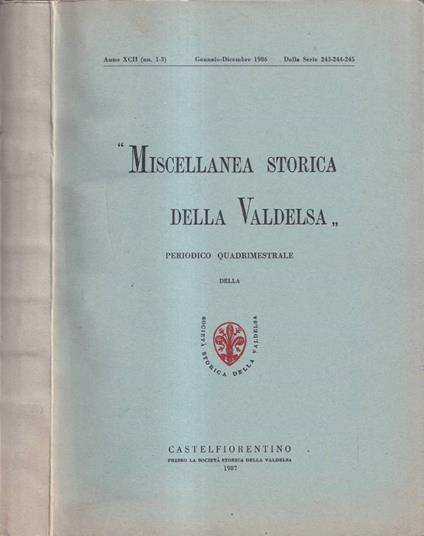 Anno XCII (nn. 1-3) Gennaio-Dicembre 1986 Della Serie 243-244-245
“MISCELLANEA STORICA
DELLA VALDELSA„
PERIODICO QUADRIMESTRALE
DELLA
SOCIETÀ STORICA DELLA VALDELSA
CASTELFIORENTINO
PRESSO LA SOCIETÀ STORICA DELLA VALDELSA
1987